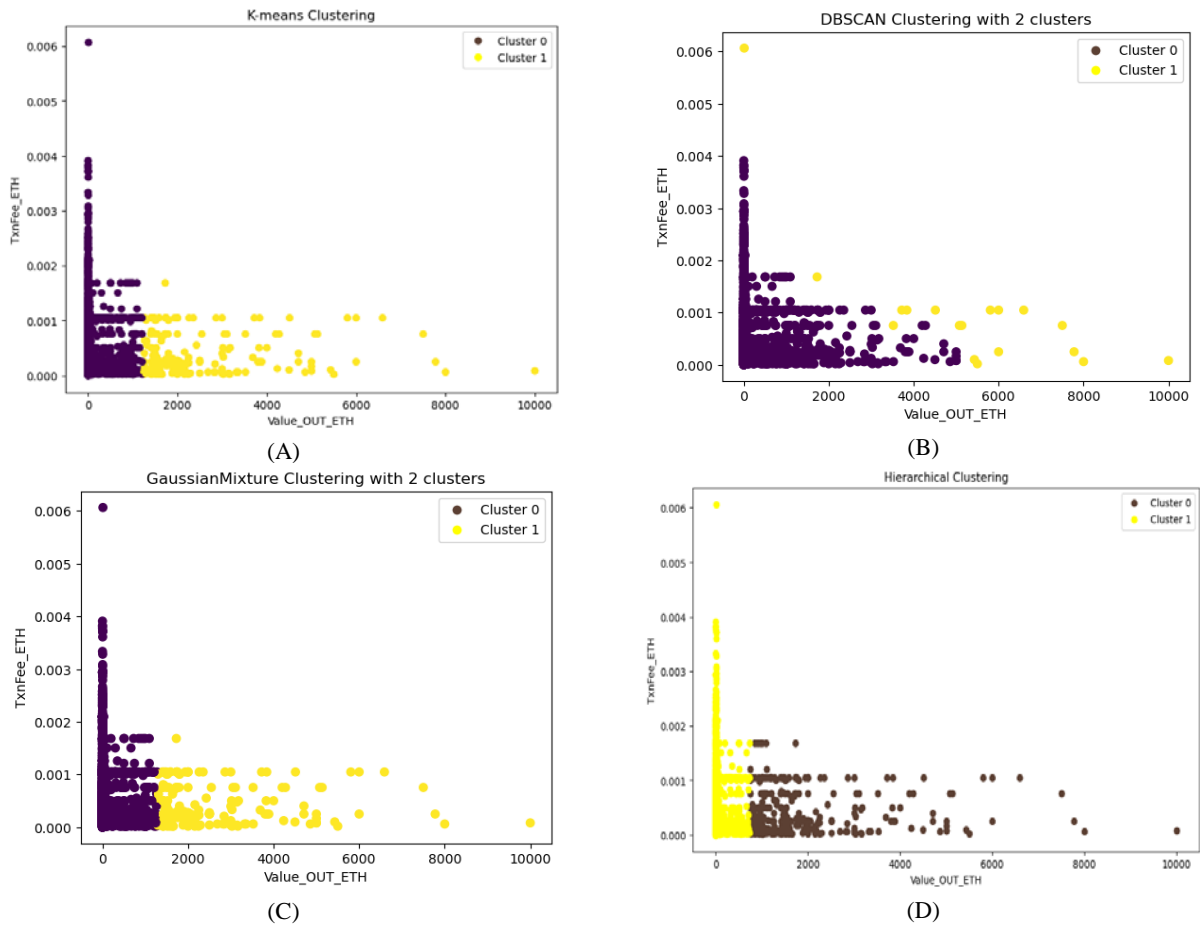 K-means Clustering
Cluster 0
Cluster 1
0.006
0.005
0.004
0.003
0.002
0.001
0.000
TxnFee_ETH
0 2000 4000 6000 8000 10000
Value_OUT_ETH
(A)
DBSCAN Clustering with 2 clusters
Cluster 0
Cluster 1
0.006
0.005
0.004
0.003
0.002
0.001
0.000
TxnFee_ETH
0 2000 4000 6000 8000 10000
Value_OUT_ETH
(B)
GaussianMixture Clustering with 2 clusters
Cluster 0
Cluster 1
0.006
0.005
0.004
0.003
0.002
0.001
0.000
TxnFee_ETH
0 2000 4000 6000 8000 10000
Value_OUT_ETH
(C)
Hierarchical Clustering
Cluster 0
Cluster 1
0.006
0.005
0.004
0.003
0.002
0.001
0.000
TxnFee_ETH
0 2000 4000 6000 8000 10000
Value_OUT_ETH
(D)